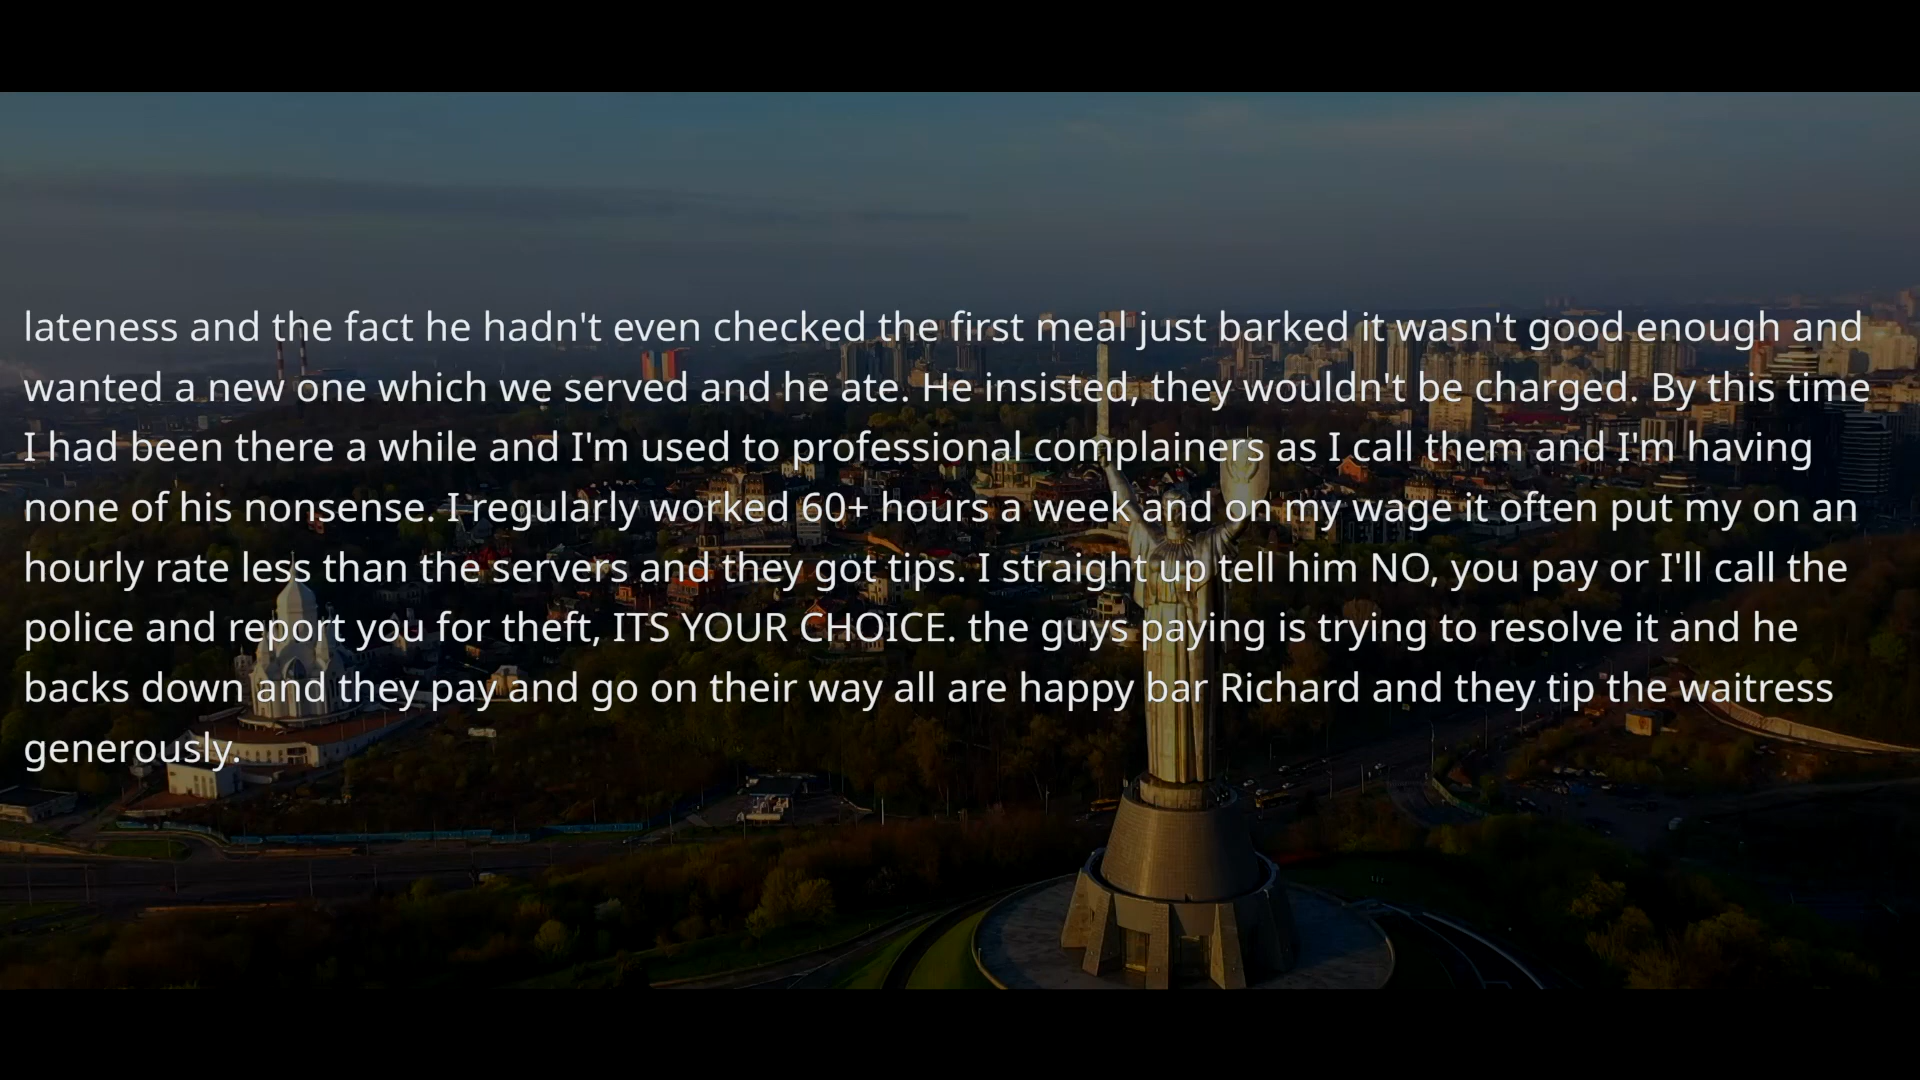 lateness and the fact he hadn't even checked the first meal just barked it wasn't good enough and
wanted a new one which we served and he ate. He insisted, they wouldn't be charged. By this time
I had been there a while and I'm used to professional complainers as I call them and I'm having
none of his nonsense. I regularly worked 60+ hours a week and on my wage it often put my on an
hourly rate less than the servers and they got tips. I straight up tell him NO, you pay or I'll call the
police and report you for theft, ITS YOUR CHOICE. the guys paying is trying to resolve it and he
backs down and they pay and go on their way all are happy bar Richard and they tip the waitress
generously.